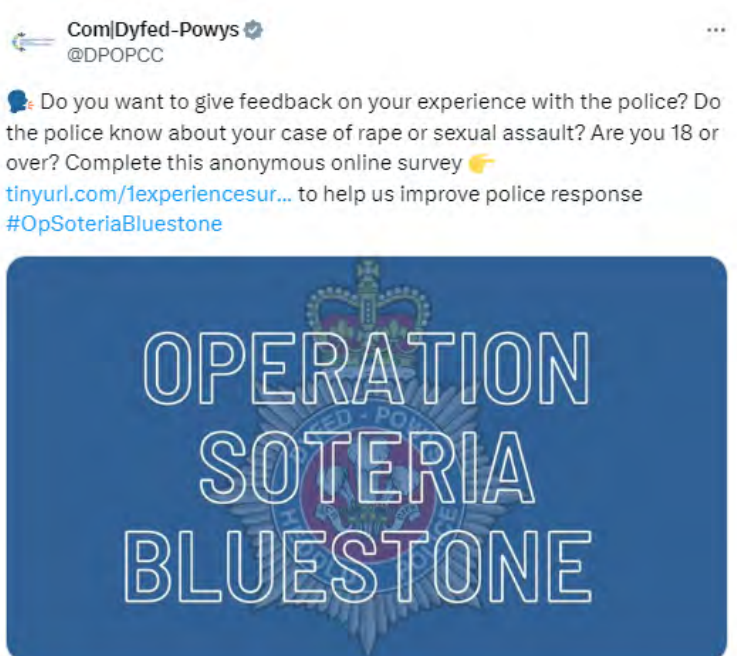 Com|Dyfed-Powys
@DPOPCC
🗣️ Do you want to give feedback on your experience with the police? Do
the police know about your case of rape or sexual assault? Are you 18 or
over? Complete this anonymous online survey 👉
tinyurl.com/1experiencesur... to help us improve police response
#OpSoteriaBluestone
OPERATION
SOTERIA
BLUESTONE